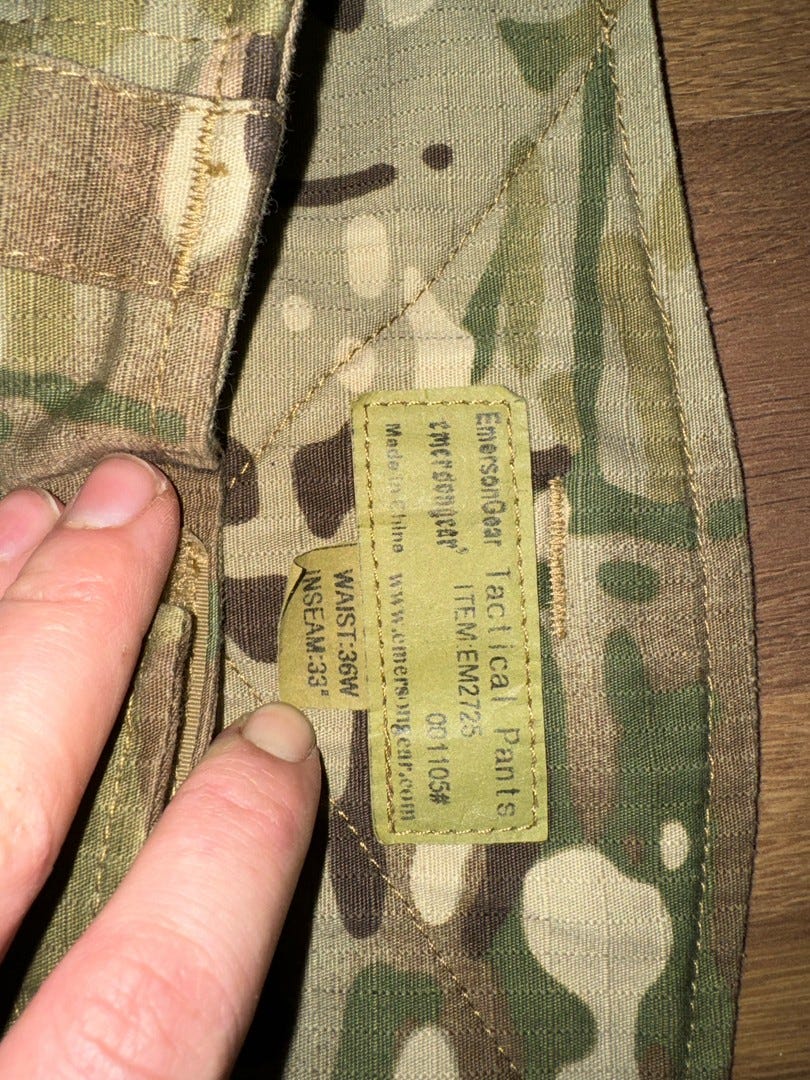 EmersonGear Tactical Pants
emersongear® ITEM:EM2725 001105#
Made in China www.emersongear.com
WAIST:36W
INSEAM:33"